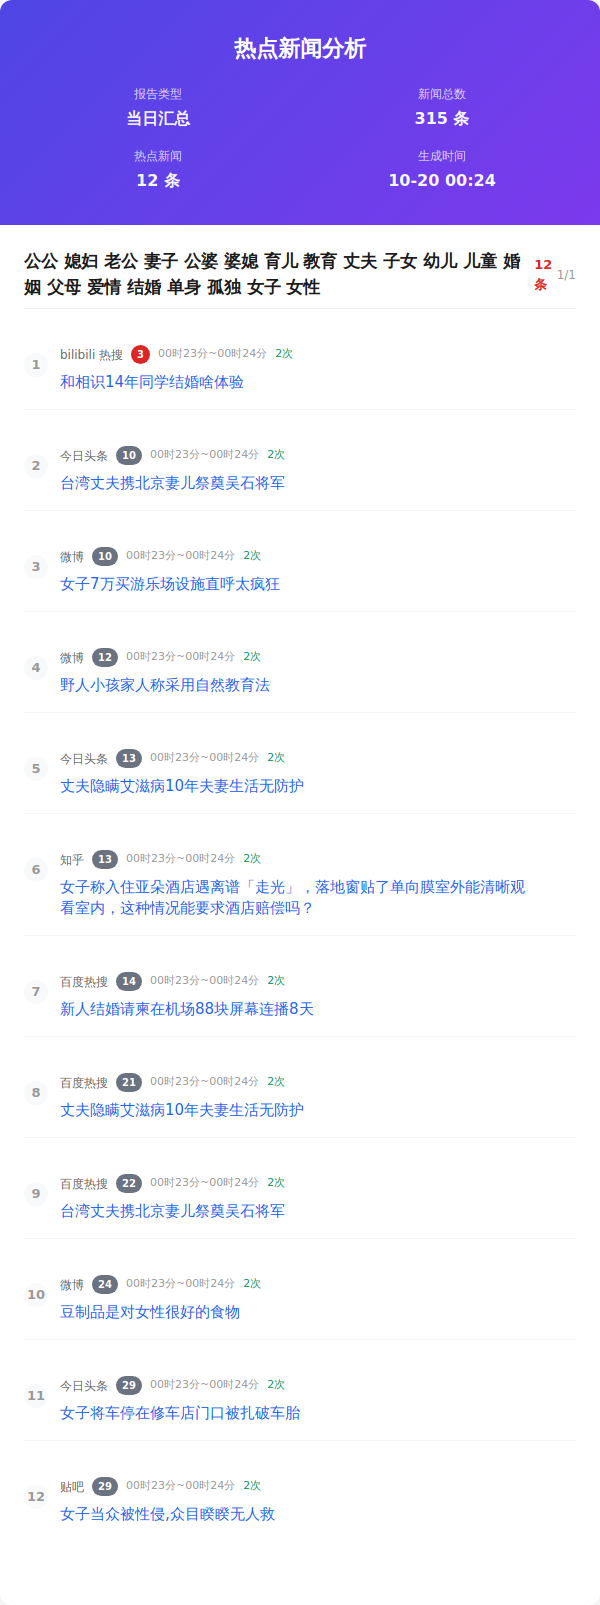 热点新闻分析
报告类型
新闻总数
当日汇总
315 条
热点新闻
生成时间
12 条
10-20 00:24
公公 媳妇 老公 妻子 公婆 婆媳 育儿 教育 丈夫 子女 幼儿 儿童 婚
姻 父母 爱情 结婚 单身 孤独 女子 女性
12
条
1/1
1
bilibili 热搜 3 00时23分~00时24分 2次
和相识14年同学结婚啥体验
2
今日头条 10 00时23分~00时24分 2次
台湾丈夫携北京妻儿祭奠吴石将军
3
微博 10 00时23分~00时24分 2次
女子7万买游乐场设施直呼太疯狂
4
微博 12 00时23分~00时24分 2次
野人小孩家人称采用自然教育法
5
今日头条 13 00时23分~00时24分 2次
丈夫隐瞒艾滋病10年夫妻生活无防护
6
知乎 13 00时23分~00时24分 2次
女子称入住亚朵酒店遇离谱「走光」，落地窗贴了单向膜室外能清晰观
看室内，这种情况能要求酒店赔偿吗？
7
百度热搜 14 00时23分~00时24分 2次
新人结婚请柬在机场88块屏幕连播8天
8
百度热搜 21 00时23分~00时24分 2次
丈夫隐瞒艾滋病10年夫妻生活无防护
9
百度热搜 22 00时23分~00时24分 2次
台湾丈夫携北京妻儿祭奠吴石将军
10
微博 24 00时23分~00时24分 2次
豆制品是对女性很好的食物
11
今日头条 29 00时23分~00时24分 2次
女子将车停在修车店门口被扎破车胎
12
贴吧 29 00时23分~00时24分 2次
女子当众被性侵,众目睽睽无人救